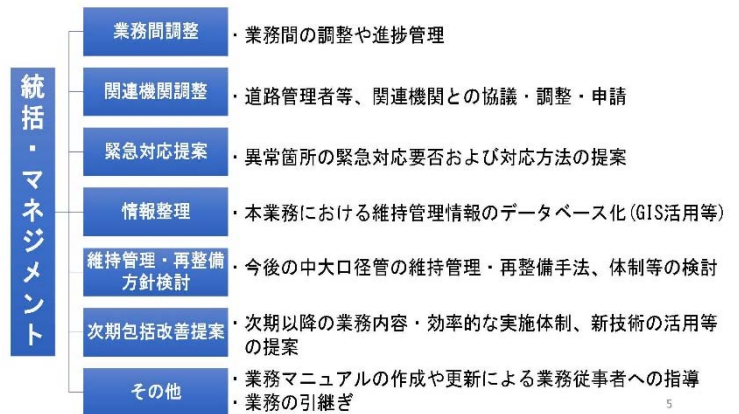 統括・マネジメント
業務間調整
・業務間の調整や進捗管理
関連機関調整
・道路管理者等、関連機関との協議・調整・申請
緊急対応提案
・異常箇所の緊急対応要否および対応方法の提案
情報整理
・本業務における維持管理情報のデータベース化(GIS活用等)
維持管理・再整備
方針検討
・今後の中大口径管の維持管理・再整備手法、体制等の検討
次期包括改善提案
・次期以降の業務内容・効率的な実施体制、新技術の活用等
の提案
その他
・業務マニュアルの作成や更新による業務従事者への指導
・業務の引継ぎ
5